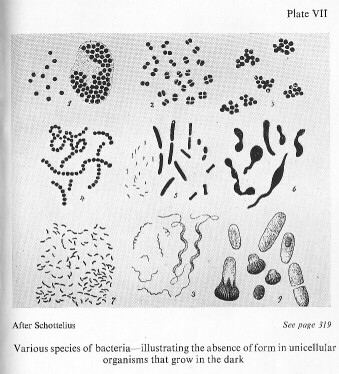 Plate VII
1
2
3
4
5
6
7
8
9
After Schottelius
See page 319
Various species of bacteria—illustrating the absence of form in unicellular
organisms that grow in the dark